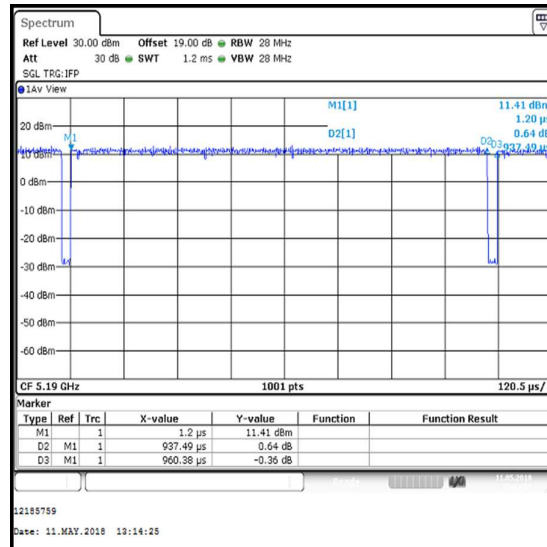 Spectrum
Ref Level 30.00 dBm Offset 19.00 dB RBW 28 MHz
Att 30 dB SWT 1.2 ms VBW 28 MHz
SGL TRG:IFP
1Av View
M1[1] 11.41 dBm
1.20 µs
D2[1] 0.64 dB
937.49 µs
20 dBm
M1
D2
D3
10 dBm
0 dBm
-10 dBm
-20 dBm
-30 dBm
-40 dBm
-50 dBm
-60 dBm
CF 5.19 GHz 1001 pts 120.5 µs/
Marker
Type Ref Trc X-value Y-value Function Function Result
M1 1 1.2 µs 11.41 dBm
D2 M1 1 937.49 µs 0.64 dB
D3 M1 1 960.38 µs -0.36 dB
Ready 11.05.2018
12185759
Date: 11.MAY.2018 13:14:25